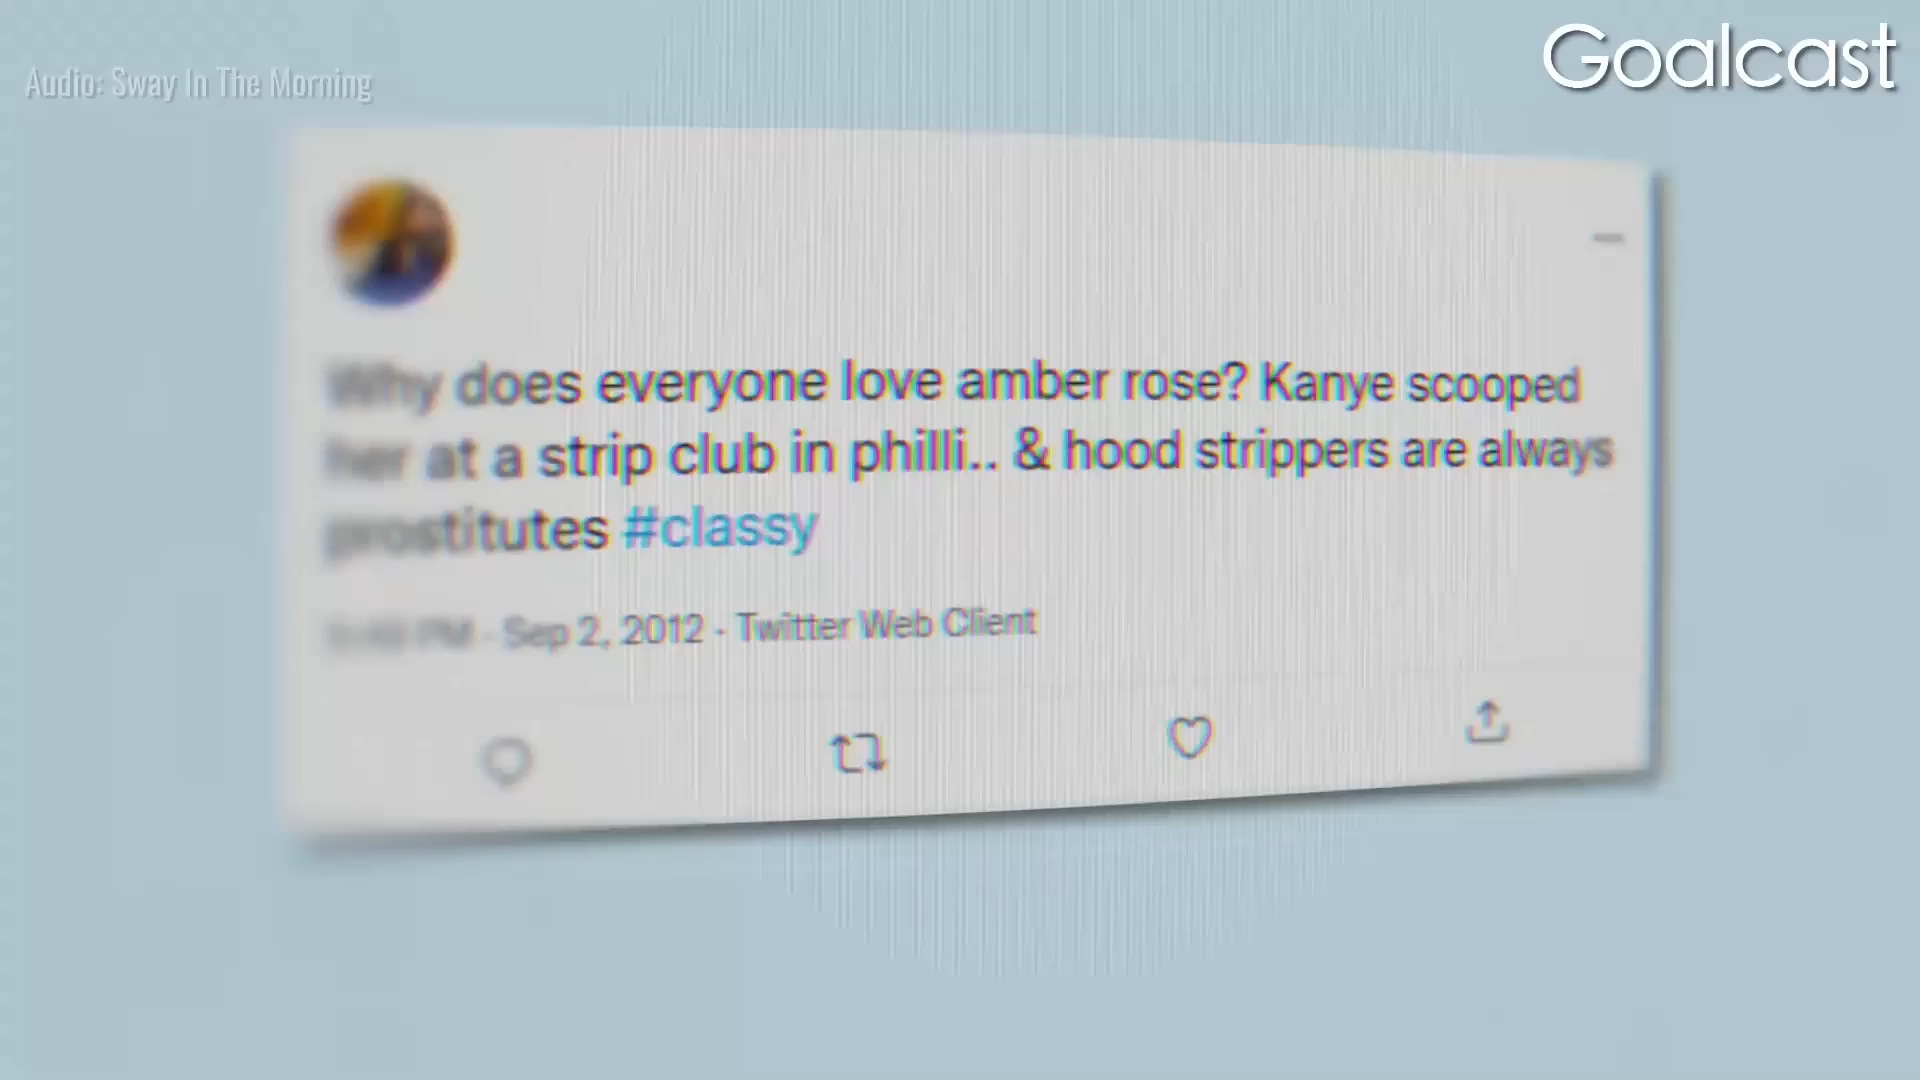 Goalcast
Audio: Sway In The Morning
Why does everyone love amber rose? Kanye scooped
her at a strip club in philli.. & hood strippers are always
prostitutes #classy
PM · Sep 2, 2012 · Twitter Web Client